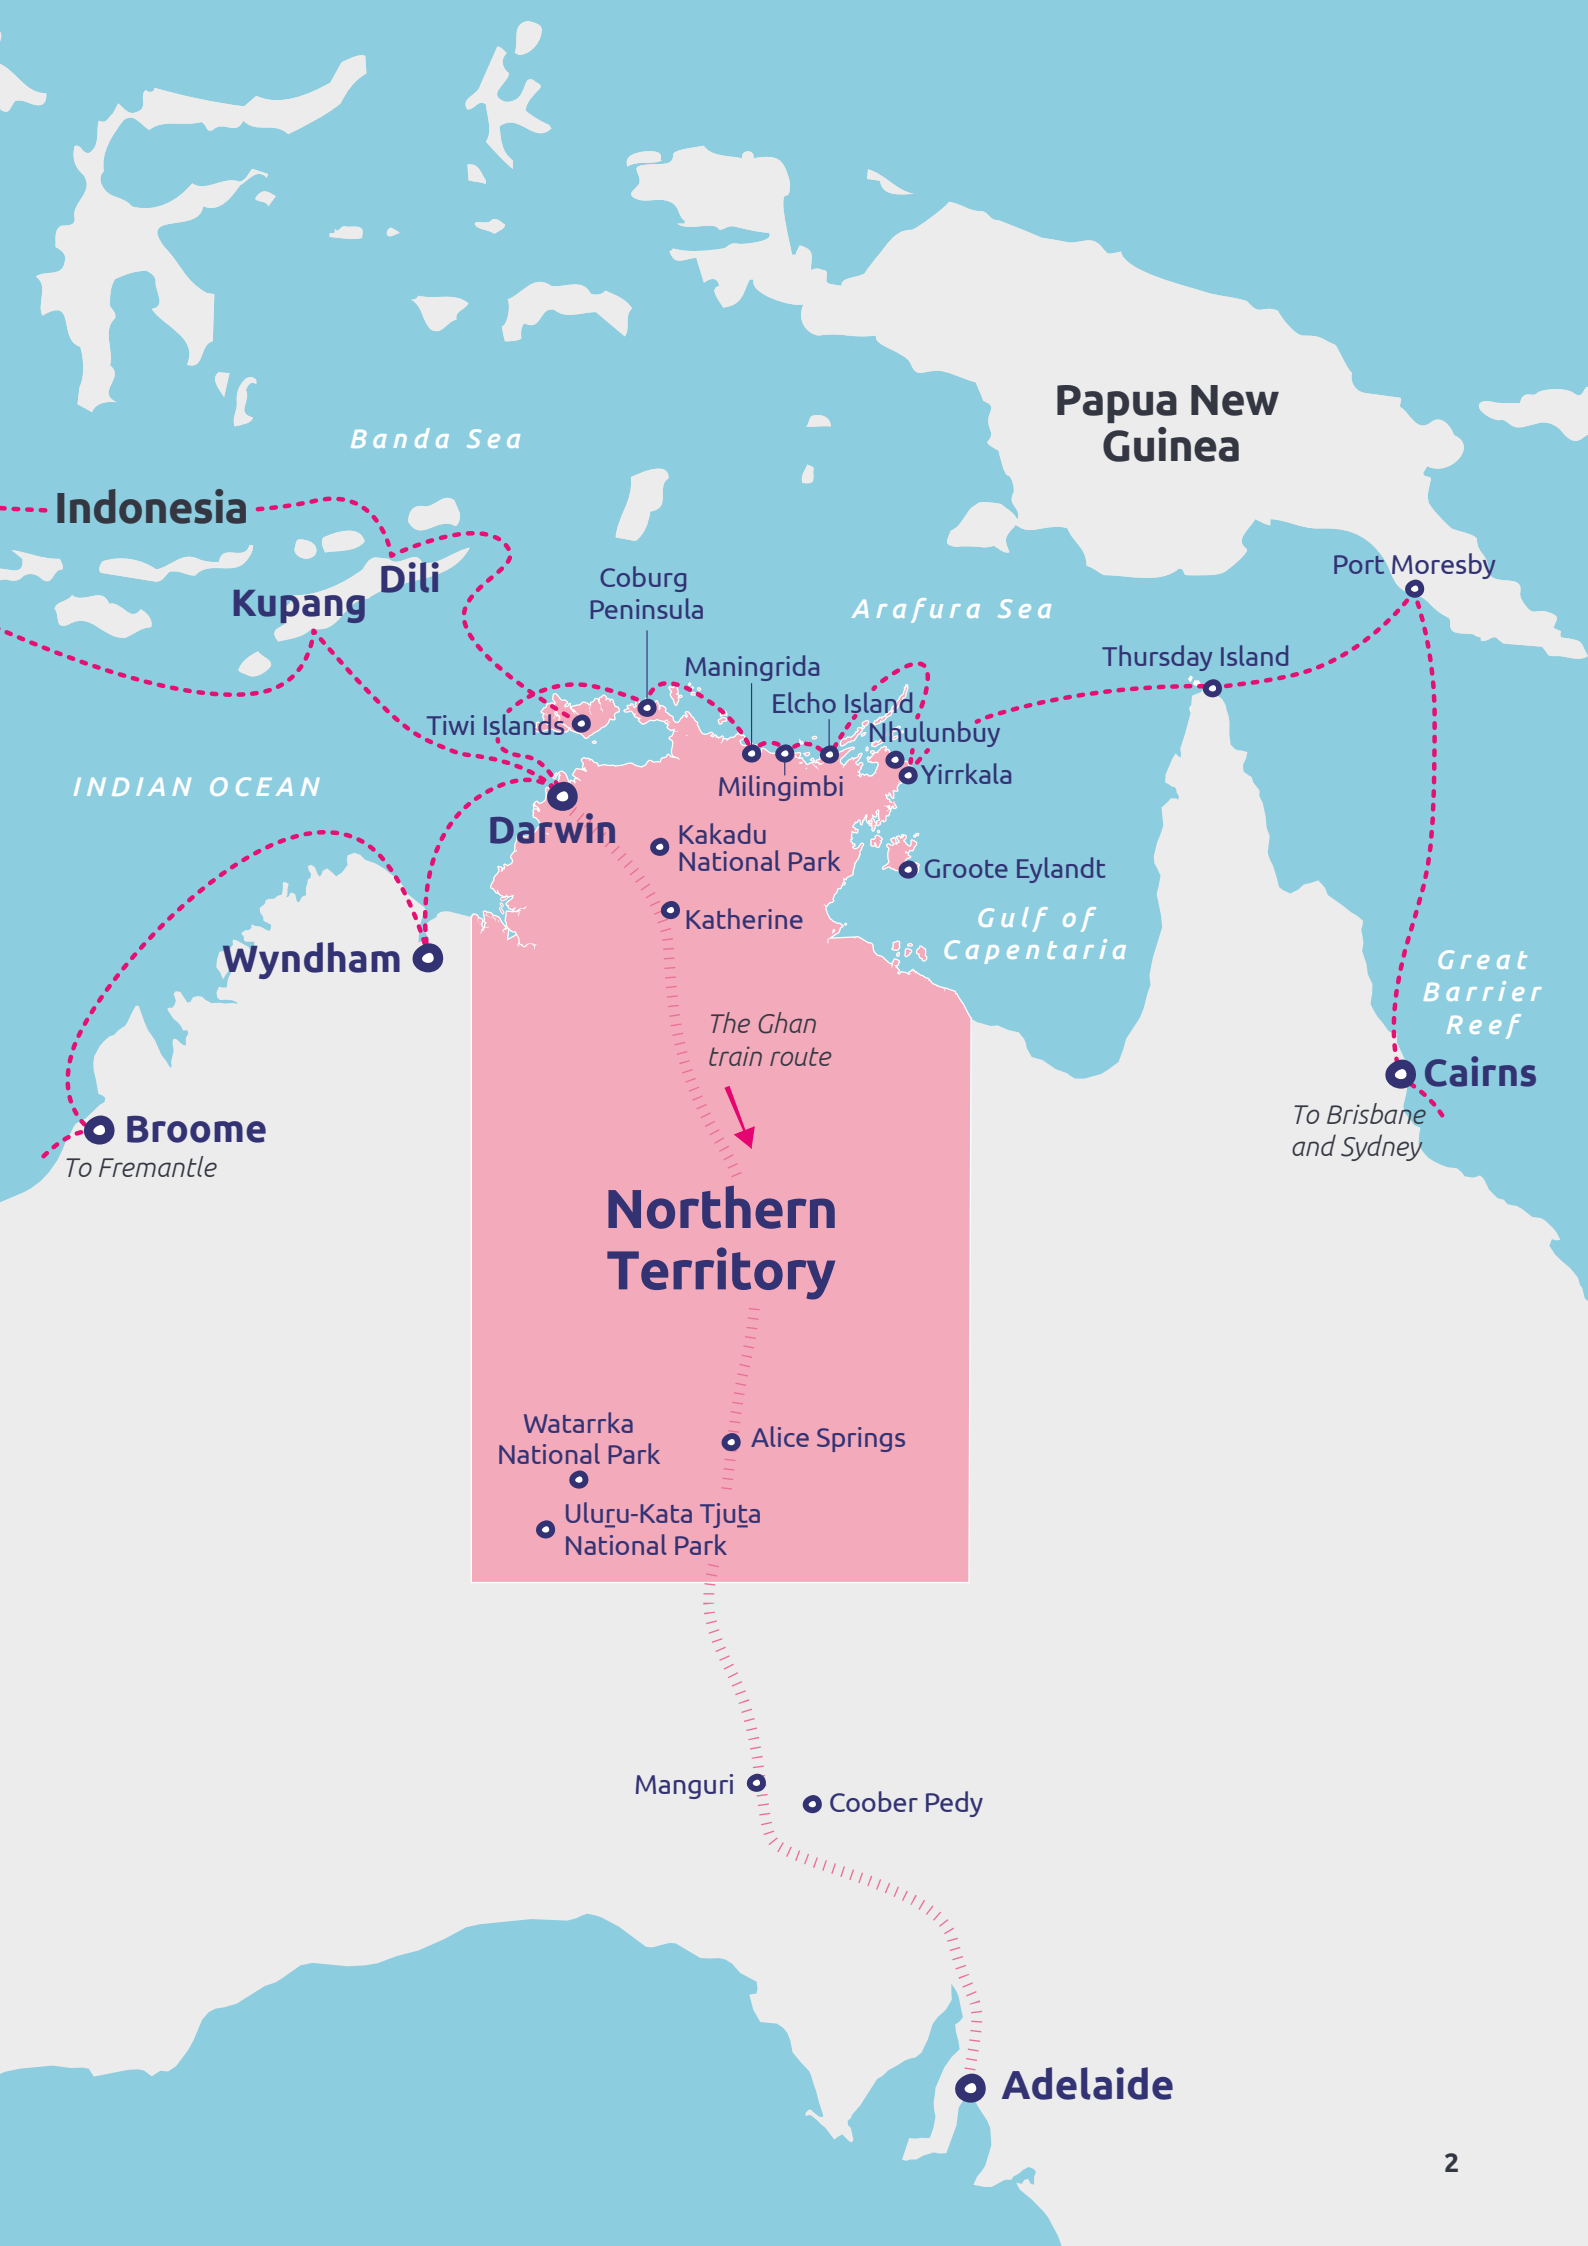 Papua New
Guinea
Banda Sea
Indonesia
Port Moresby
Dili
Coburg
Peninsula
Kupang
Arafura Sea
Thursday Island
Maningrida
Elcho Island
Tiwi Islands
Nhulunbuy
Yirrkala
INDIAN OCEAN
Milingimbi
Darwin
Kakadu
National Park
Groote Eylandt
Katherine
Gulf of
Capentaria
Wyndham
Great
Barrier
Reef
The Ghan
train route
Cairns
To Brisbane
and Sydney
Broome
To Fremantle
Northern
Territory
Watarrka
National Park
Alice Springs
Uluṟu-Kata Tjuṯa
National Park
Manguri
Coober Pedy
Adelaide
2